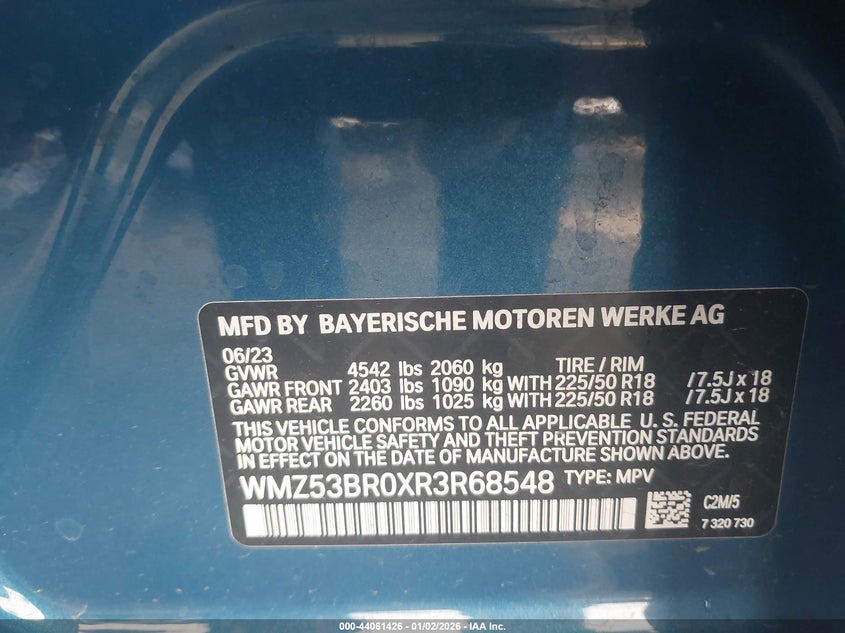 MFD BY BAYERISCHE MOTOREN WERKE AG
06/23
GVWR 4542 lbs 2060 kg TIRE / RIM
GAWR FRONT 2403 lbs 1090 kg WITH 225/50 R18 /7.5J x 18
GAWR REAR 2260 lbs 1025 kg WITH 225/50 R18 /7.5J x 18
THIS VEHICLE CONFORMS TO ALL APPLICABLE U. S. FEDERAL
MOTOR VEHICLE SAFETY AND THEFT PREVENTION STANDARDS
IN EFFECT ON THE DATE OF MANUFACTURE SHOWN ABOVE.
WMZ53BR0XR3R68548 TYPE: MPV
C2M/5
7 320 730
000-44061426 - 01/02/2026 - IAA Inc.